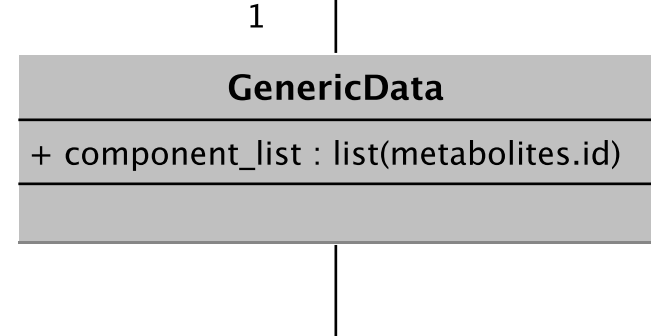 1
GenericData
+ component_list : list(metabolites.id)